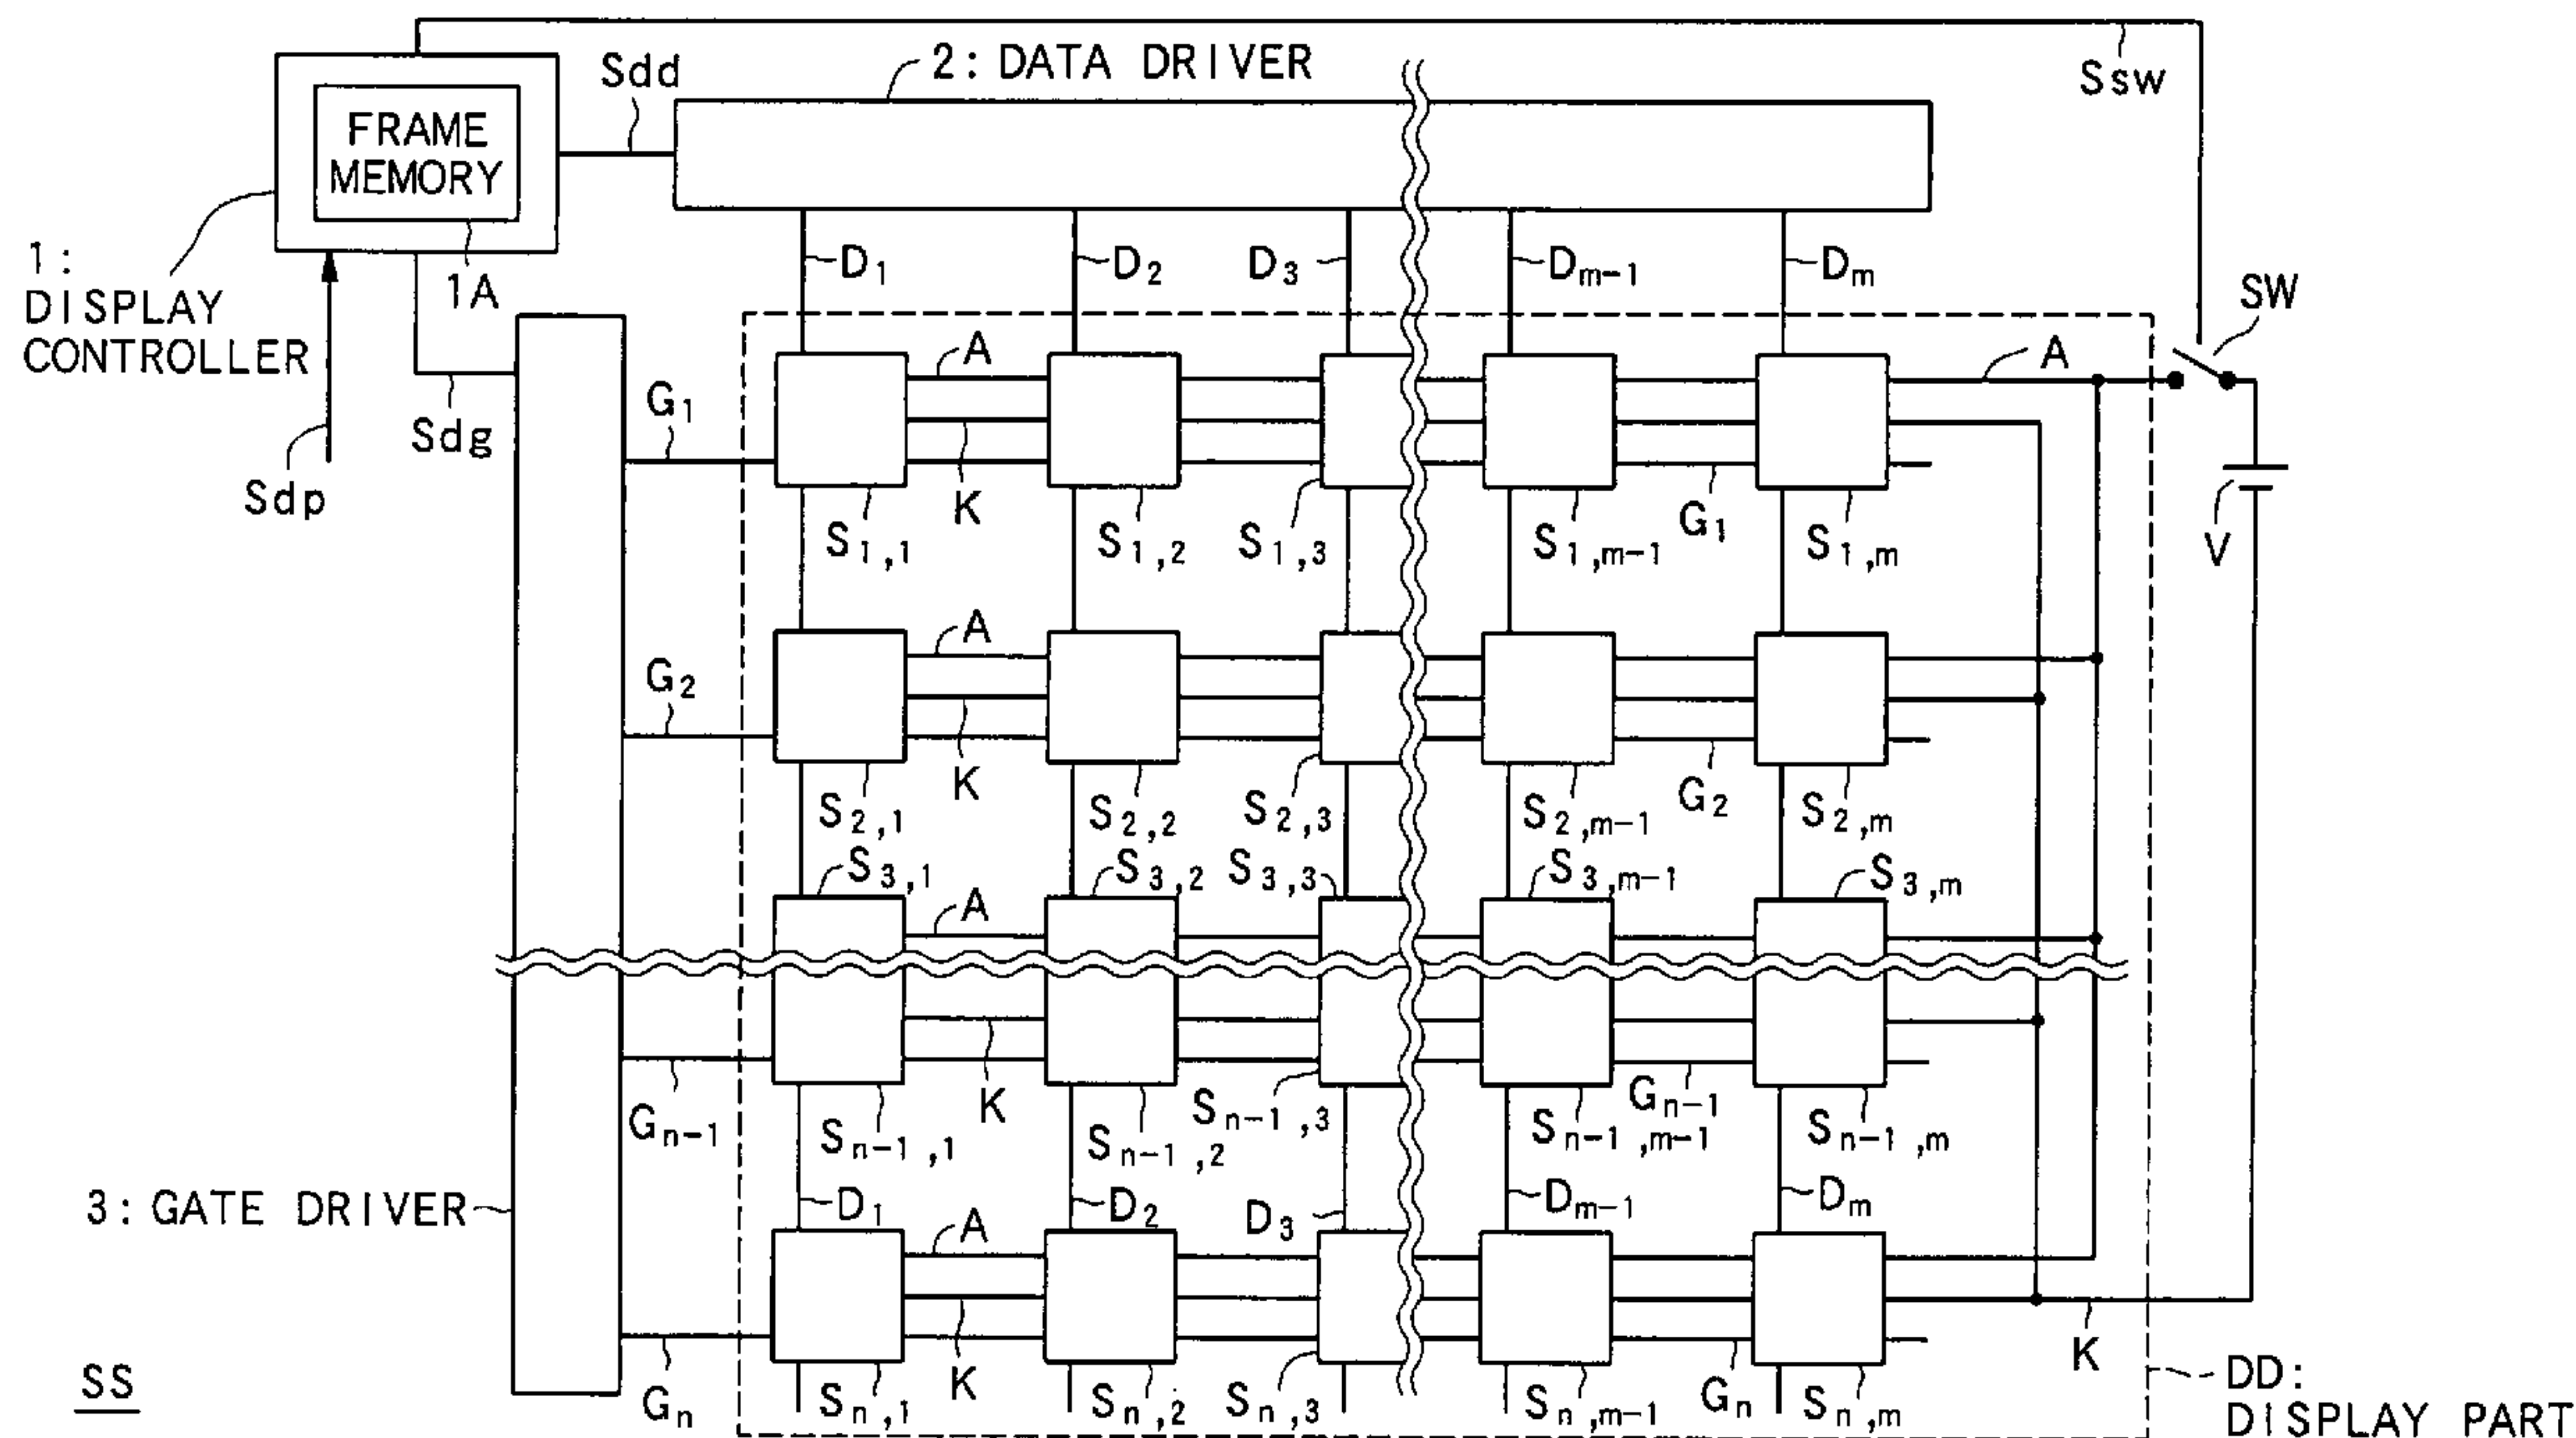 Ssw
Sdd
2: DATA DRIVER
FRAME
MEMORY
1A
1:
DISPLAY
CONTROLLER
Sdp
Sdg
D1
D2
D3
Dm-1
Dm
SW
V
G1
A
K
A
G1
S1,1
S1,2
S1,3
S1,m-1
S1,m
G2
A
K
G2
S2,1
S2,2
S2,3
S2,m-1
S2,m
S3,1
S3,2
S3,3
S3,m-1
S3,m
A
K
Gn-1
Gn-1
Sn-1,1
Sn-1,2
Sn-1,3
Sn-1,m-1
Sn-1,m
3: GATE DRIVER
D1
D2
D3
Dm-1
Dm
A
K
K
Gn
Gn
Sn,1
Sn,2
Sn,3
Sn,m-1
Sn,m
SS
DD:
DISPLAY PART